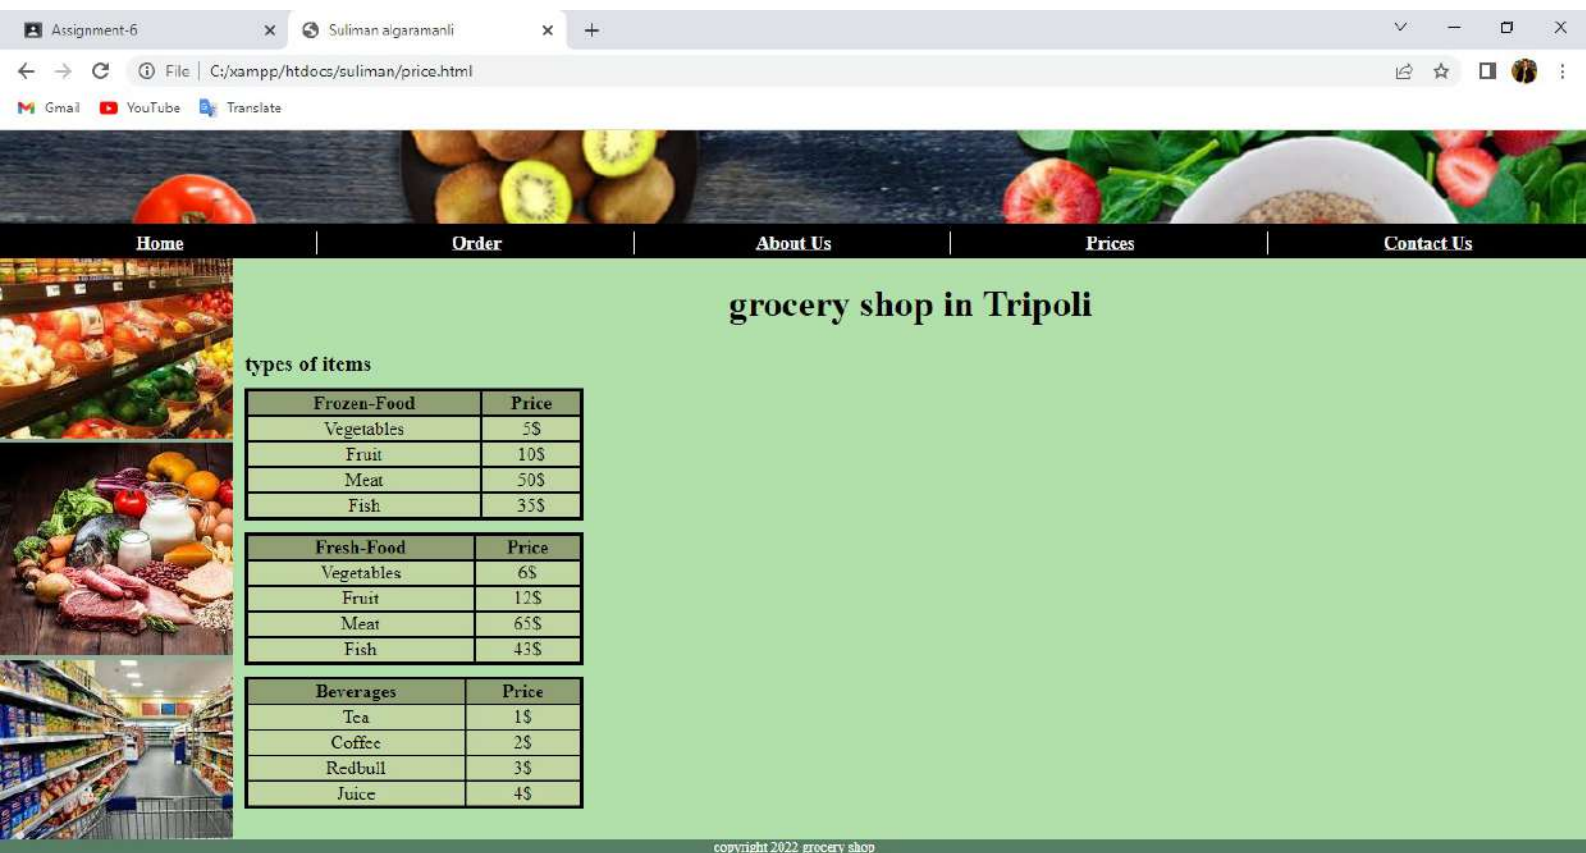 Assignment-6
Suliman algaramanli
File C:/xampp/htdocs/suliman/price.html
Gmail YouTube Translate
Home Order About Us Prices Contact Us
grocery shop in Tripoli
types of items
Frozen-Food Price
Vegetables 5$
Fruit 10$
Meat 50$
Fish 35$
Fresh-Food Price
Vegetables 6$
Fruit 12$
Meat 65$
Fish 43$
Beverages Price
Tea 1$
Coffee 2$
Redbull 3$
Juice 4$
copyright 2022 grocery shop